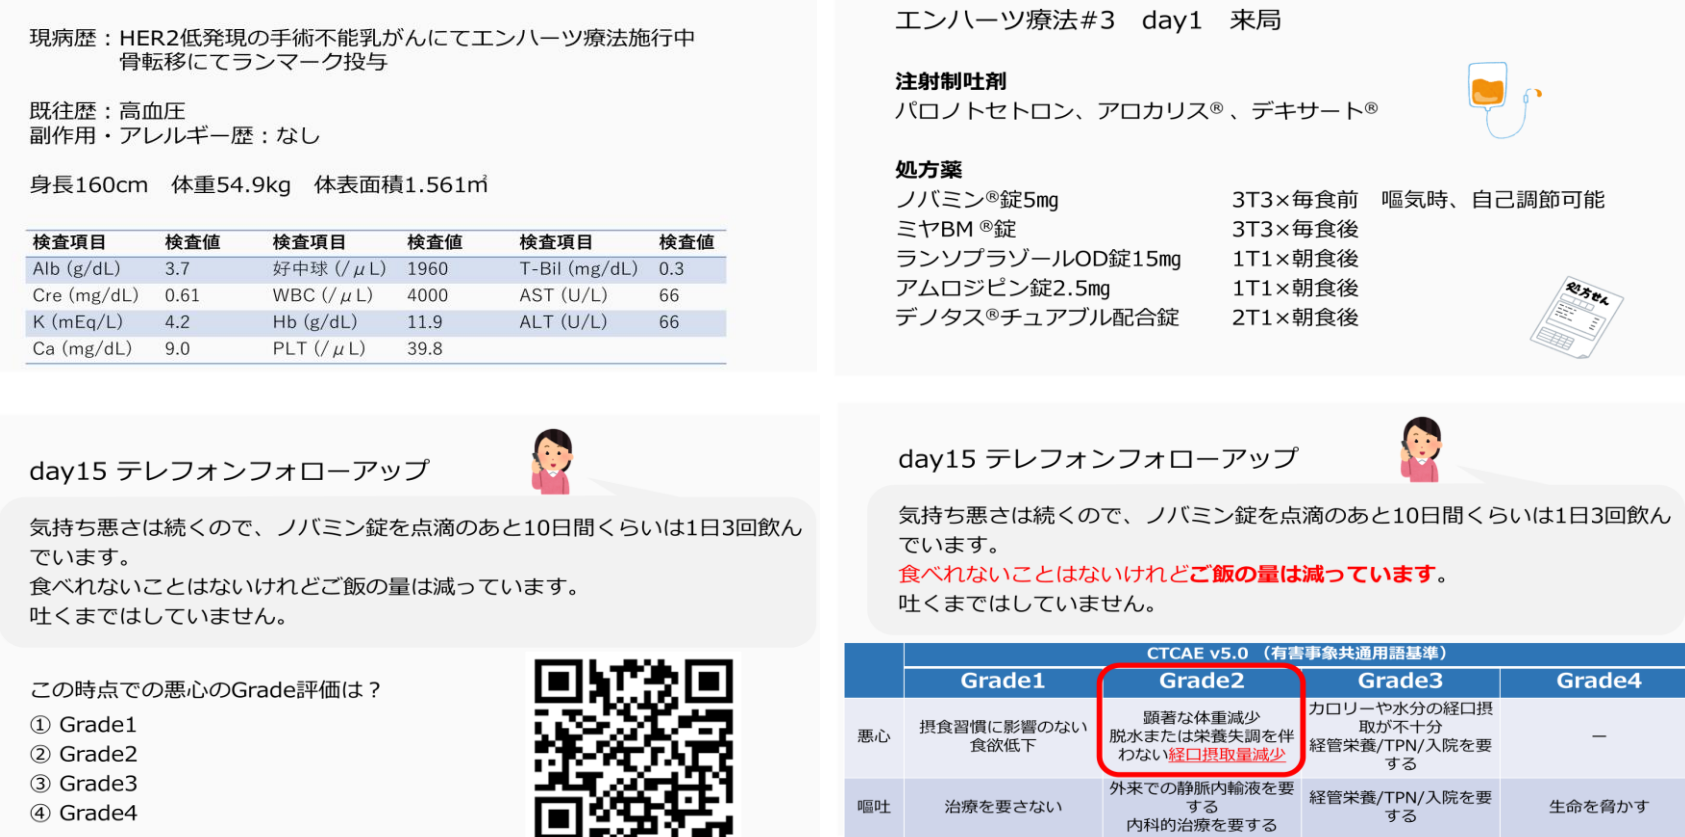 現病歴：HER2低発現の手術不能乳がんにてエンハーツ療法施行中
骨転移にてランマーク投与
既往歴：高血圧
副作用・アレルギー歴：なし
身長160cm　体重54.9kg　体表面積1.561㎡
検査項目 検査値 検査項目 検査値 検査項目 検査値
Alb (g/dL) 3.7 好中球 (/μL) 1960 T-Bil (mg/dL) 0.3
Cre (mg/dL) 0.61 WBC (/μL) 4000 AST (U/L) 66
K (mEq/L) 4.2 Hb (g/dL) 11.9 ALT (U/L) 66
Ca (mg/dL) 9.0 PLT (/μL) 39.8
エンハーツ療法#3　day1　来局
注射制吐剤
パロノトセトロン、アロカリス®、デキサート®
処方薬
ノバミン®錠5mg 3T3×毎食前　嘔気時、自己調節可能
ミヤBM®錠 3T3×毎食後
ランソプラゾールOD錠15mg 1T1×朝食後
アムロジピン錠2.5mg 1T1×朝食後
デノタス®チュアブル配合錠 2T1×朝食後
処方せん
day15 テレフォンフォローアップ
気持ち悪さは続くので、ノバミン錠を点滴のあと10日間くらいは1日3回飲ん
でいます。
食べれないことはないけれどご飯の量は減っています。
吐くまではしていません。
この時点での悪心のGrade評価は？
① Grade1
② Grade2
③ Grade3
④ Grade4
day15 テレフォンフォローアップ
気持ち悪さは続くので、ノバミン錠を点滴のあと10日間くらいは1日3回飲ん
でいます。
食べれないことはないけれどご飯の量は減っています。
吐くまではしていません。
CTCAE v5.0 （有害事象共通用語基準）
Grade1 Grade2 Grade3 Grade4
悪心
摂食習慣に影響のない
食欲低下
顕著な体重減少
脱水または栄養失調を伴
わない経口摂取量減少
カロリーや水分の経口摂
取が不十分
経管栄養/TPN/入院を要
する
―
嘔吐
治療を要さない
外来での静脈内輸液を要
する
内科的治療を要する
経管栄養/TPN/入院を要
する
生命を脅かす